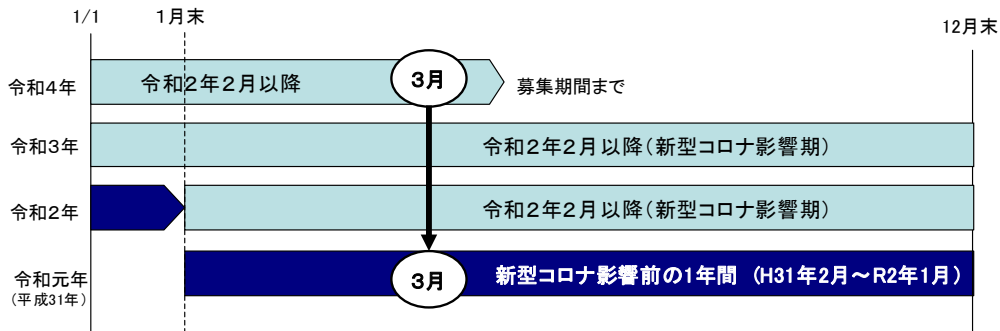 1/1
1月末
12月末
令和4年
令和2年2月以降
3月
募集期間まで
令和3年
令和2年2月以降(新型コロナ影響期)
令和2年
令和2年2月以降(新型コロナ影響期)
令和元年
(平成31年)
3月
新型コロナ影響前の1年間 (H31年2月~R2年1月)